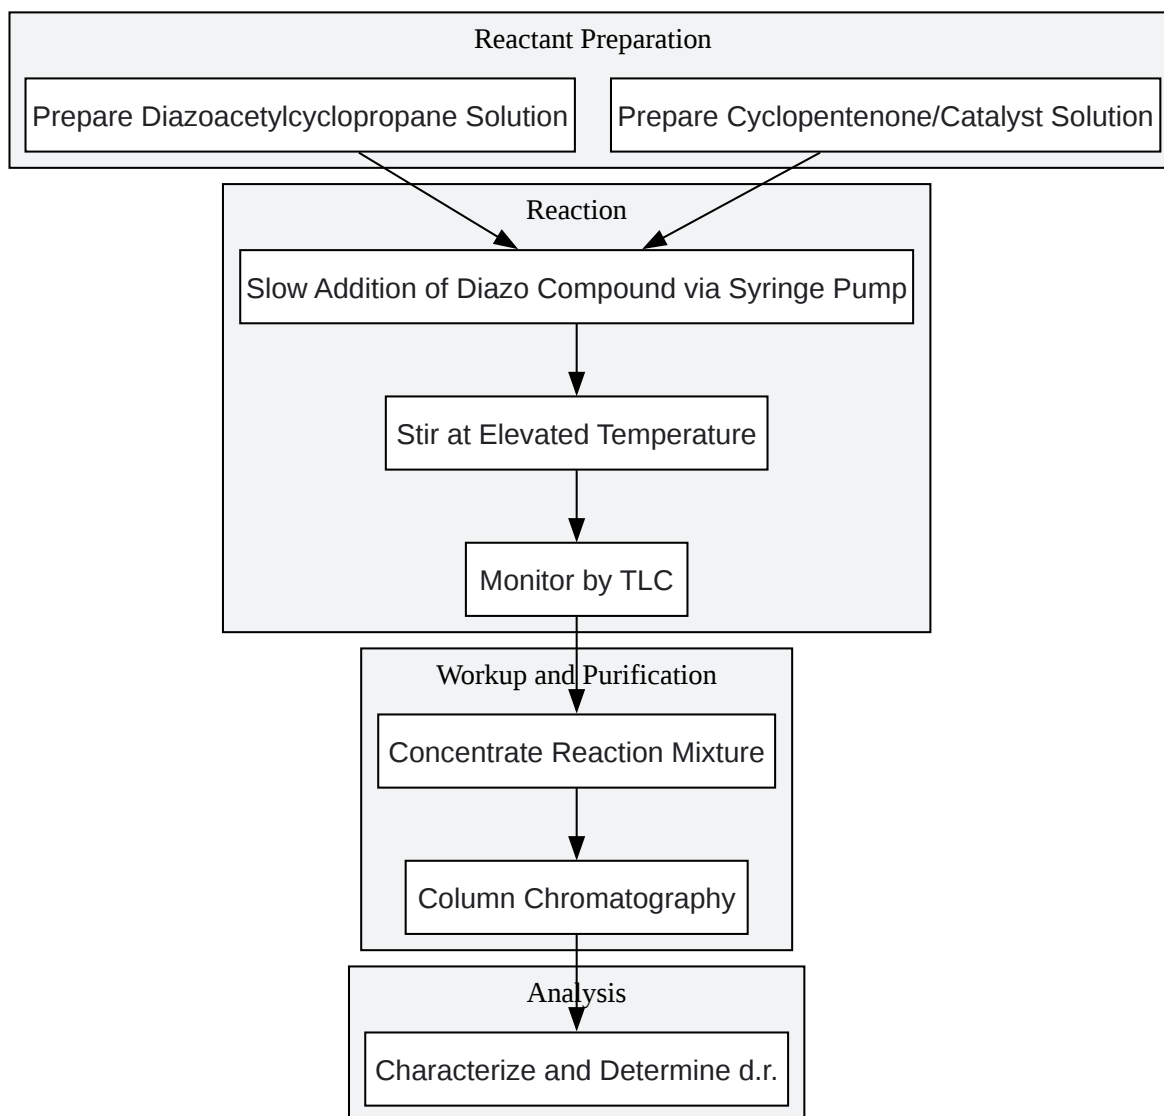 Reactant Preparation
Prepare Diazoacetylcyclopropane Solution
Prepare Cyclopentenone/Catalyst Solution
Reaction
Slow Addition of Diazo Compound via Syringe Pump
Stir at Elevated Temperature
Monitor by TLC
Workup and Purification
Concentrate Reaction Mixture
Column Chromatography
Analysis
Characterize and Determine d.r.